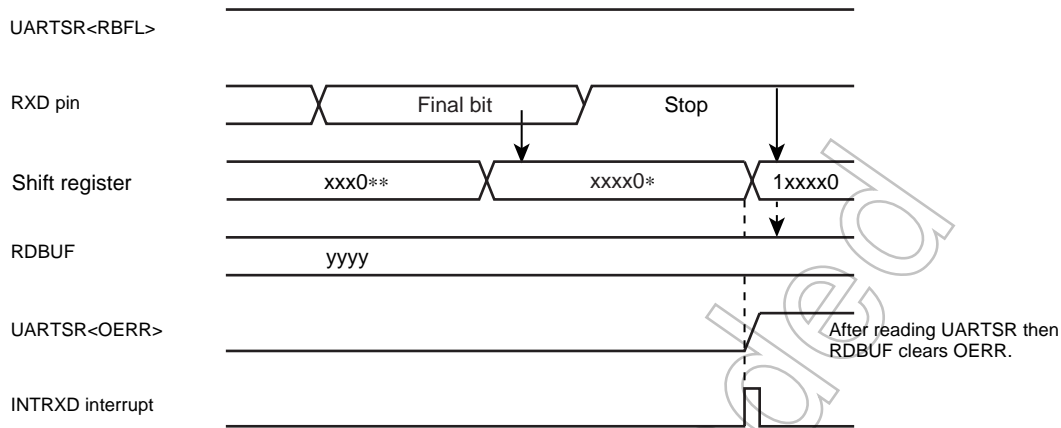 UARTSR<RBFL>
RXD pin
Final bit
Stop
Shift register
xxx0**
xxxx0*
1xxxx0
RDBUF
yyyy
UARTSR<OERR>
After reading UARTSR then
RDBUF clears OERR.
INTRXD interrupt
ded